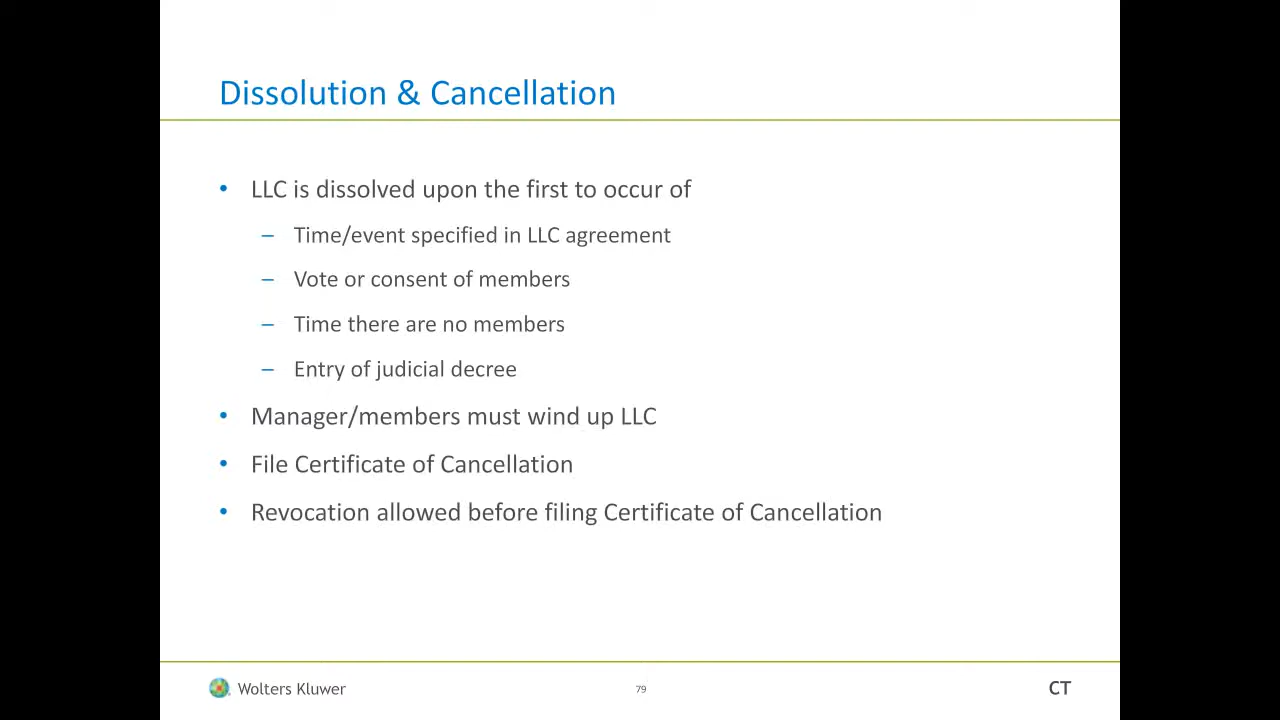 Dissolution & Cancellation
• LLC is dissolved upon the first to occur of
– Time/event specified in LLC agreement
– Vote or consent of members
– Time there are no members
– Entry of judicial decree
• Manager/members must wind up LLC
• File Certificate of Cancellation
• Revocation allowed before filing Certificate of Cancellation
Wolters Kluwer 79 CT